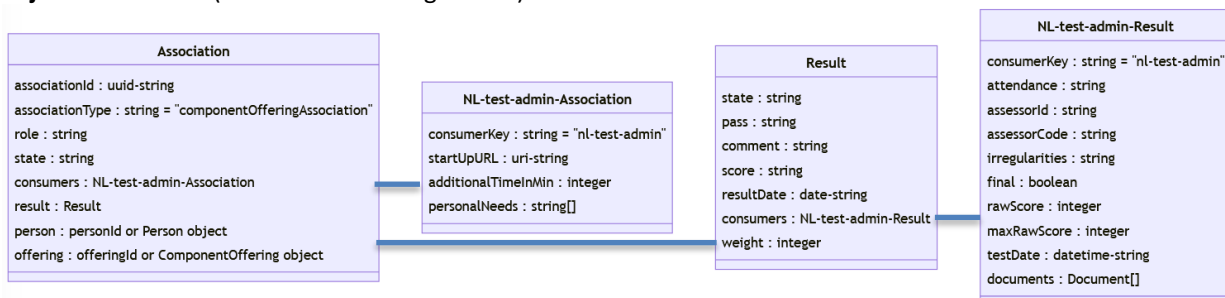 Association
associationId : uuid-string
associationType : string = "componentOfferingAssociation"
role : string
state : string
consumers : NL-test-admin-Association
result : Result
person : personId or Person object
offering : offeringId or ComponentOffering object
NL-test-admin-Association
consumerKey : string = "nl-test-admin"
startUpURL : uri-string
additionalTimeInMin : integer
personalNeeds : string[]
Result
state : string
pass : string
comment : string
score : string
resultDate : date-string
consumers : NL-test-admin-Result
weight : integer
NL-test-admin-Result
consumerKey : string = "nl-test-admin"
attendance : string
assessorId : string
assessorCode : string
irregularities : string
final : boolean
rawScore : integer
maxRawScore : integer
testDate : datetime-string
documents : Document[]